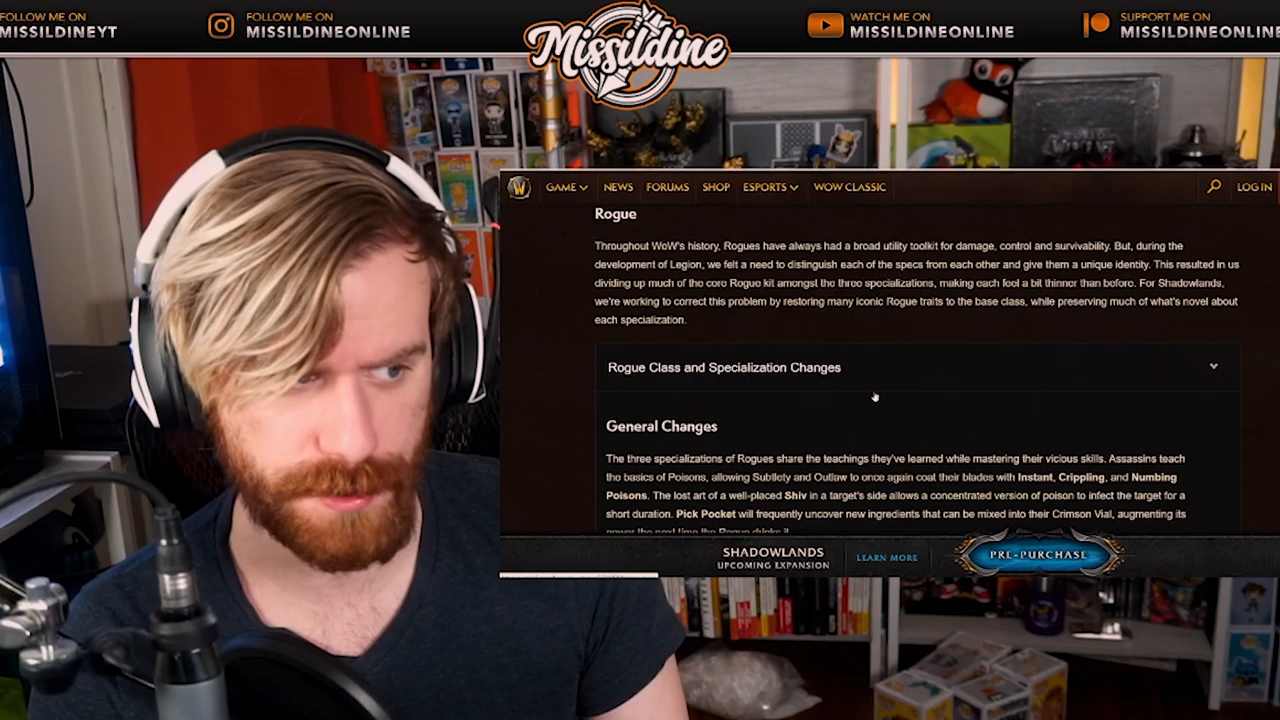 FOLLOW ME ON
MISSILDINEYT
FOLLOW ME ON
MISSILDINEONLINE
Missildine
WATCH ME ON
MISSILDINEONLINE
SUPPORT ME ON
MISSILDINEONLINE
GAME NEWS FORUMS SHOP ESPORTS WOW CLASSIC LOG IN
Rogue
Throughout WoW's history, Rogues have always had a broad utility toolkit for damage, control and survivability. But, during the
development of Legion, we felt a need to distinguish each of the specs from each other and give them a unique identity. This resulted in us
dividing up much of the core Rogue kit amongst the three specializations, making each feel a bit thinner than before. For Shadowlands,
we're working to correct this problem by restoring many iconic Rogue traits to the base class, while preserving much of what's novel about
each specialization.
Rogue Class and Specialization Changes
General Changes
The three specializations of Rogues share the teachings they've learned while mastering their vicious skills. Assassins teach
the basics of Poisons, allowing Subtlety and Outlaw to once again coat their blades with Instant, Crippling, and Numbing
Poisons. The lost art of a well-placed Shiv in a target's side allows a concentrated version of poison to infect the target for a
short duration. Pick Pocket will frequently uncover new ingredients that can be mixed into their Crimson Vial, augmenting its
power the next time the Rogue drinks it.
SHADOWLANDS
UPCOMING EXPANSION
LEARN MORE
PRE-PURCHASE